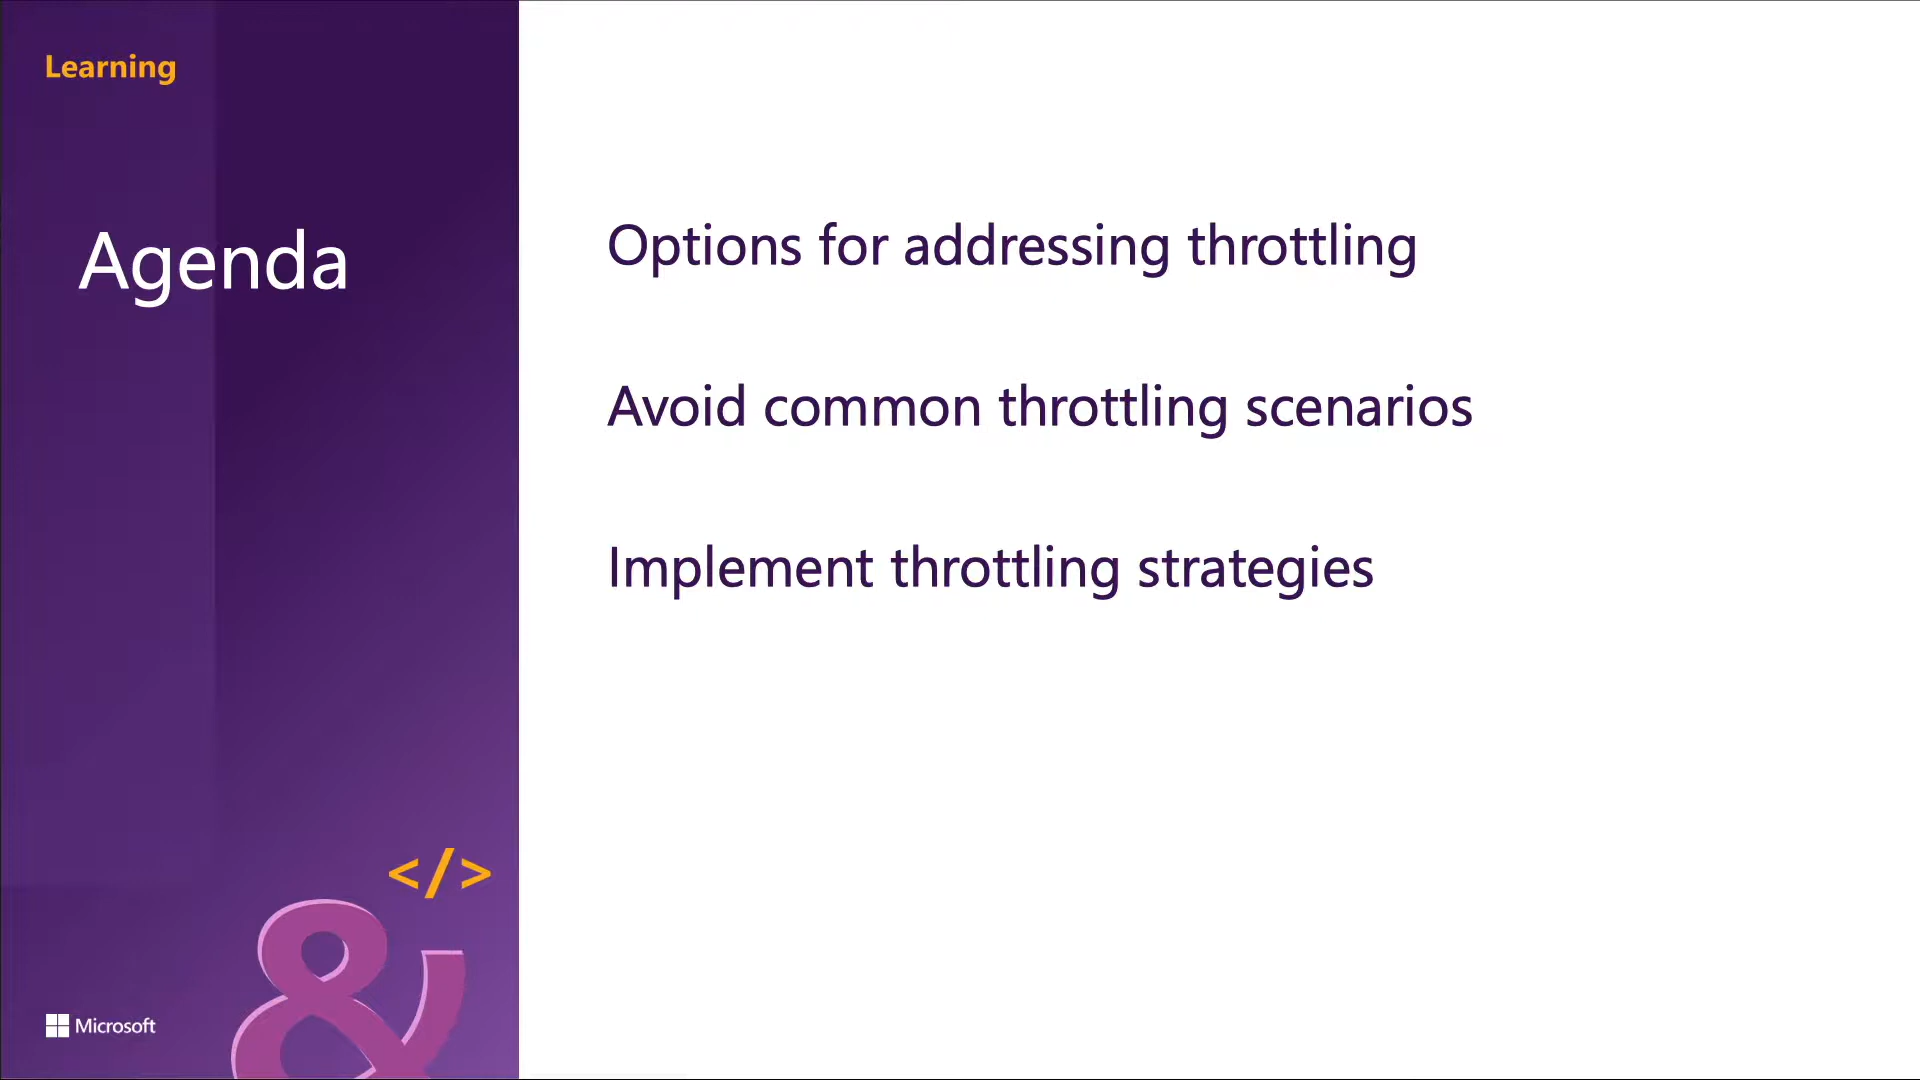 Learning
Agenda
Options for addressing throttling
Avoid common throttling scenarios
Implement throttling strategies
</>
&
Microsoft